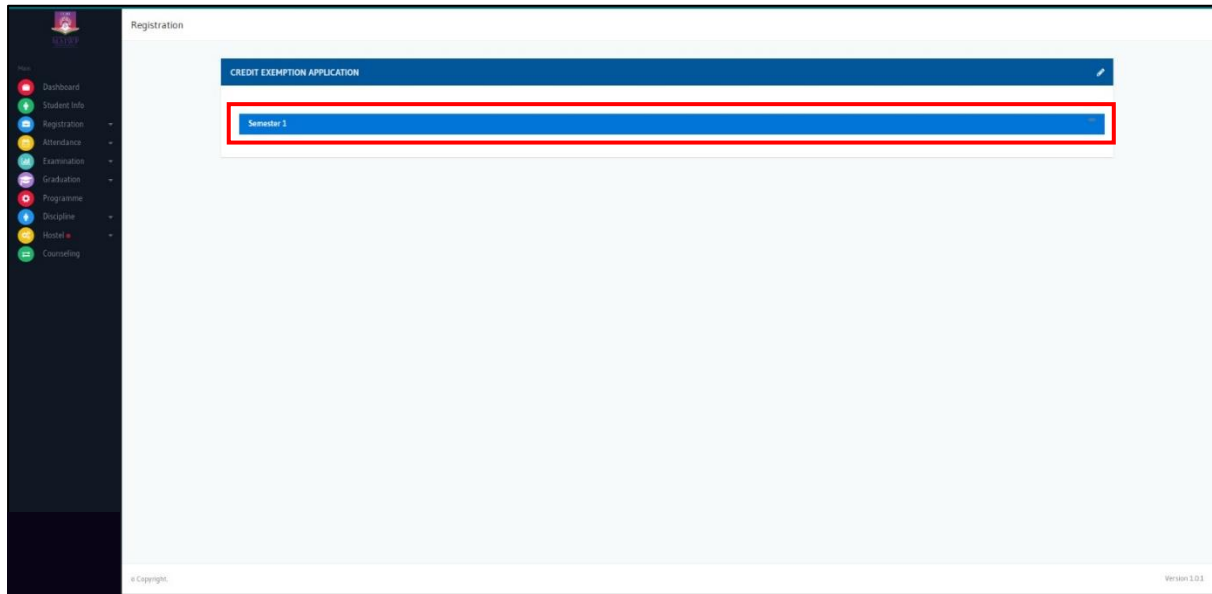 Registration
Main
Dashboard
Student Info
Registration
Attendance
Examination
Graduation
Programme
Discipline
Hostel
Counseling
CREDIT EXEMPTION APPLICATION
Semester 1
© Copyright.
Version 1.0.1